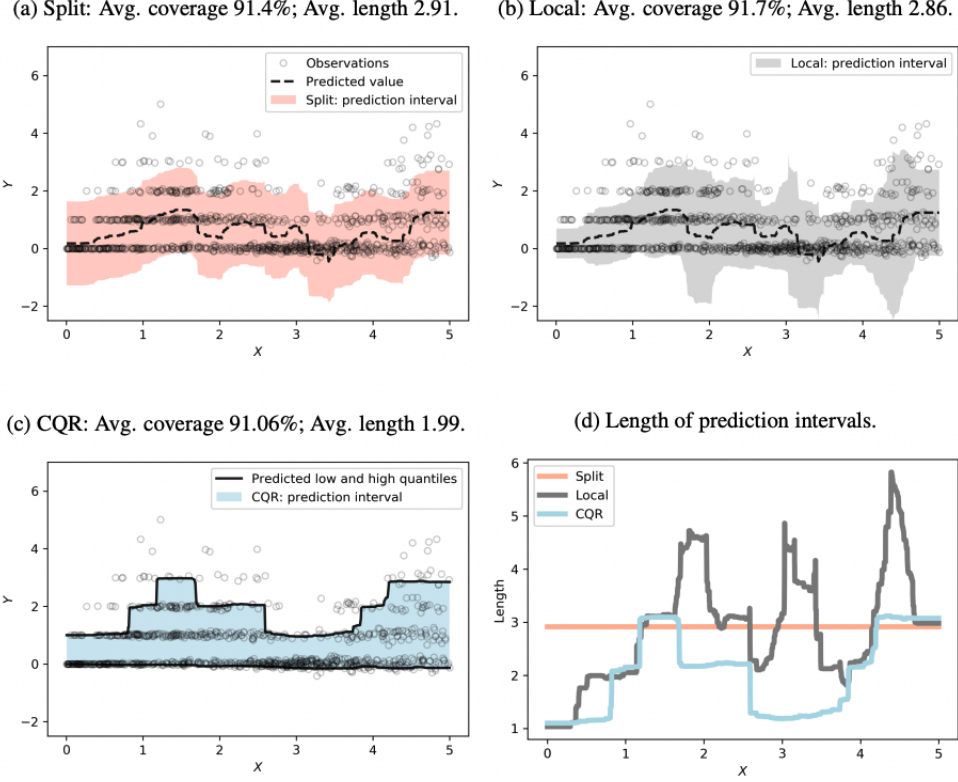 (a) Split: Avg. coverage 91.4%; Avg. length 2.91.
6
4
2
0
−2
Y
0 1 2 3 4 5
X
Observations
Predicted value
Split: prediction interval
(b) Local: Avg. coverage 91.7%; Avg. length 2.86.
6
4
2
0
−2
Y
0 1 2 3 4 5
X
Local: prediction interval
(c) CQR: Avg. coverage 91.06%; Avg. length 1.99.
6
4
2
0
−2
Y
0 1 2 3 4 5
X
Predicted low and high quantiles
CQR: prediction interval
(d) Length of prediction intervals.
6
5
4
3
2
1
Length
0 1 2 3 4 5
X
Split
Local
CQR